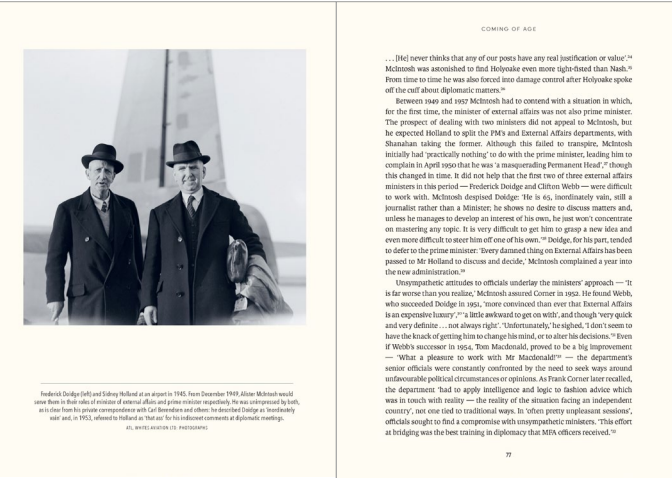 Frederick Doidge (left) and Sidney Holland at an airport in 1945. From December 1949, Alister McIntosh would
serve them in their roles of minister of external affairs and prime minister respectively. He was unimpressed by both,
as is clear from his private correspondence with Carl Berendsen and others: he described Doidge as 'inordinately
vain' and, in 1953, referred to Holland as 'that ass' for his indiscreet comments at diplomatic meetings.
ATL, WHITES AVIATION LTD: PHOTOGRAPHS
COMING OF AGE
. . . [He] never thinks that any of our posts have any real justification or value'.²⁴
McIntosh was astonished to find Holyoake even more tight-fisted than Nash.²⁵
From time to time he was also forced into damage control after Holyoake spoke
off the cuff about diplomatic matters.²⁶
Between 1949 and 1957 McIntosh had to contend with a situation in which,
for the first time, the minister of external affairs was not also prime minister.
The prospect of dealing with two ministers did not appeal to McIntosh, but
he expected Holland to split the PM's and External Affairs departments, with
Shanahan taking the former. Although this failed to transpire, McIntosh
initially had 'practically nothing' to do with the prime minister, leading him to
complain in April 1950 that he was 'a masquerading Permanent Head',²⁷ though
this changed in time. It did not help that the first two of three external affairs
ministers in this period — Frederick Doidge and Clifton Webb — were difficult
to work with. McIntosh despised Doidge: 'He is 65, inordinately vain, still a
journalist rather than a Minister; he shows no desire to discuss matters and,
unless he manages to develop an interest of his own, he just won't concentrate
on mastering any topic. It is very difficult to get him to grasp a new idea and
even more difficult to steer him off one of his own.'²⁸ Doidge, for his part, tended
to defer to the prime minister: 'Every damned thing on External Affairs has been
passed to Mr Holland to discuss and decide,' McIntosh complained a year into
the new administration.²⁹
Unsympathetic attitudes to officials underlay the ministers' approach — 'It
is far worse than you realize,' McIntosh assured Corner in 1952. He found Webb,
who succeeded Doidge in 1951, 'more convinced than ever that External Affairs
is an expensive luxury',³⁰ 'a little awkward to get on with', and though 'very quick
and very definite . . . not always right'. 'Unfortunately,' he sighed, 'I don't seem to
have the knack of getting him to change his mind, or to alter his decisions.'³¹ Even
if Webb's successor in 1954, Tom Macdonald, proved to be a big improvement
— 'What a pleasure to work with Mr Macdonald!'³² — the department's
senior officers were constantly confronted by the need to seek ways around
unfavourable political circumstances or opinions. As Frank Corner later recalled,
the department 'had to apply intelligence and logic to fashion advice which
was in touch with reality — the reality of the situation facing an independent
country', not one tied to traditional ways. In 'often pretty unpleasant sessions',
officials sought to find a compromise with unsympathetic ministers. 'This effort
at bridging was the best training in diplomacy that MFA officers received.'³³
77